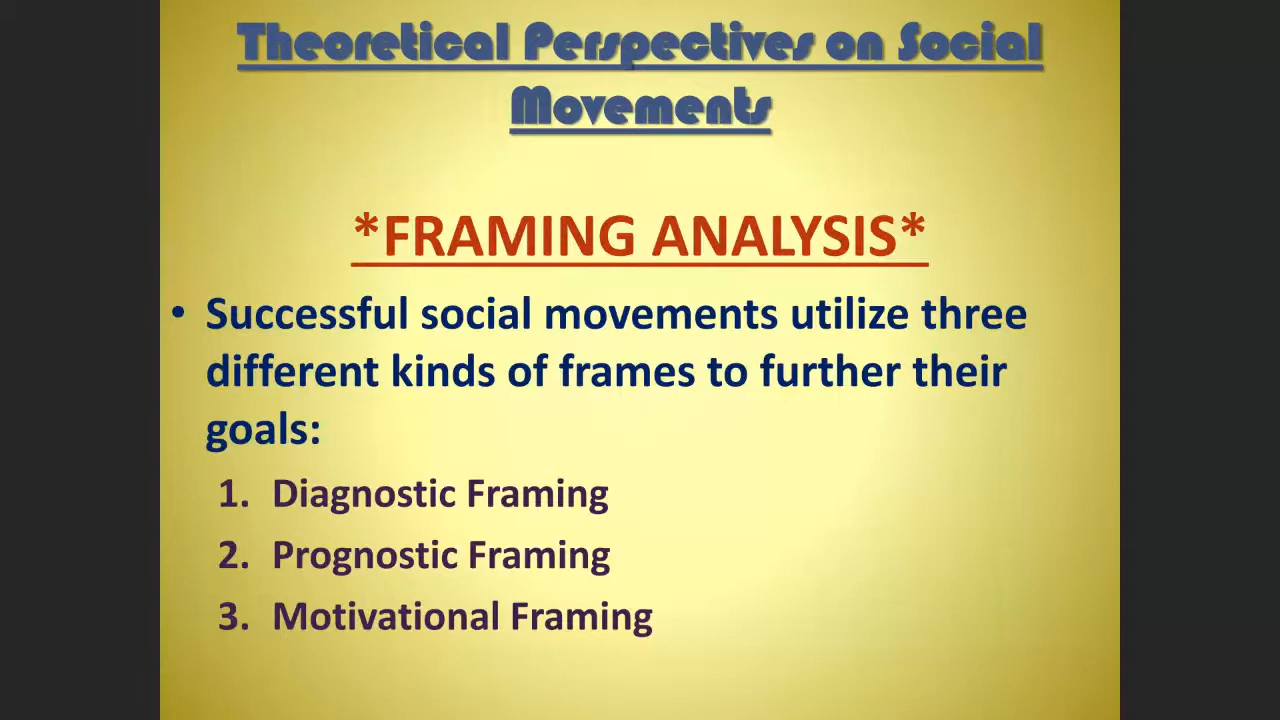 Theoretical Perspectives on Social
Movements
*FRAMING ANALYSIS*
• Successful social movements utilize three
different kinds of frames to further their
goals:
1. Diagnostic Framing
2. Prognostic Framing
3. Motivational Framing